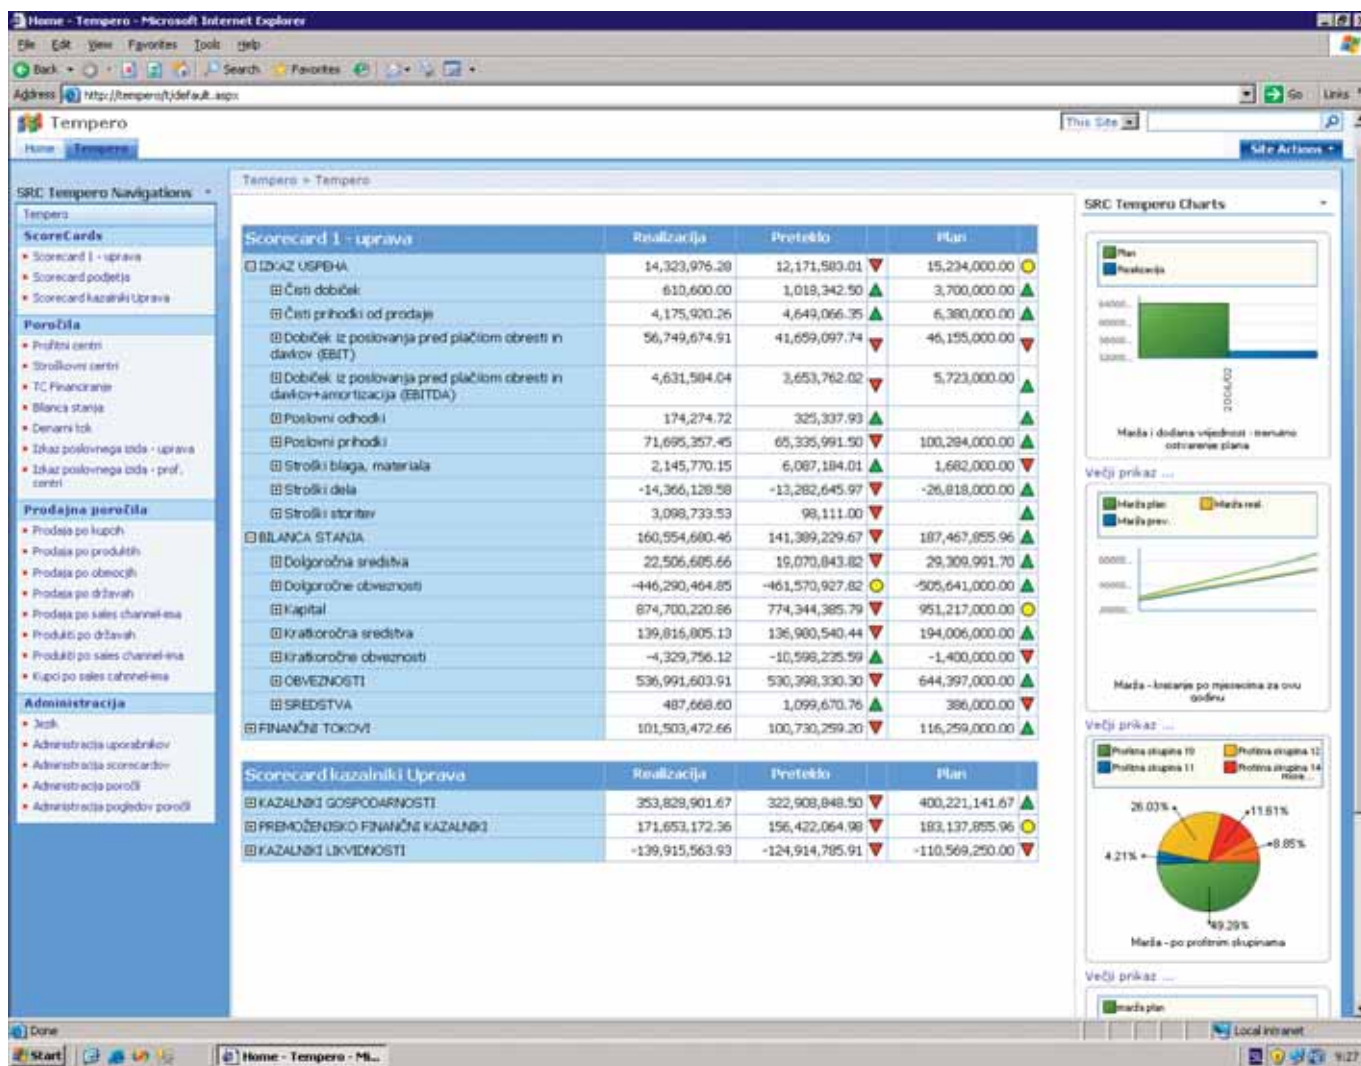 Home - Tempero - Microsoft Internet Explorer
File Edit View Favorites Tools Help
Back Search Favorites
Address http://tempero/t/default.aspx Go Links
Tempero
This Site
Home Tempero
Site Actions
SRC Tempero Navigations
Tempero
ScoreCards
Scorecard 1 - uprava
Scorecard podjetja
Scorecard kazalniki Uprava
Poročila
Profitni centri
Stroškovni centri
TC Financiranje
Bilanca stanja
Denarni tok
Izkaz poslovnega izida - uprava
Izkaz poslovnega izida - prof.
centri
Prodajna poročila
Prodaja po kupcih
Prodaja po produktih
Prodaja po območjih
Prodaja po državah
Prodaja po sales channel-ima
Produkti po državah
Produkti po sales channel-ima
Kupci po sales cahnnel-ima
Administracija
Jezik
Administracija uporabnikov
Administracija scorecardov
Administracija poročil
Administracija pogledov poročil
Tempero > Tempero
Scorecard 1 - uprava Realizacija Preteklo Plan
IZKAZ USPEHA 14,323,976.28 12,171,583.01 15,234,000.00
Čisti dobiček 610,600.00 1,018,342.50 3,700,000.00
Čisti prihodki od prodaje 4,175,920.26 4,649,066.35 6,380,000.00
Dobiček iz poslovanja pred plačilom obresti in
davkov (EBIT) 56,749,674.91 41,659,097.74 46,155,000.00
Dobiček iz poslovanja pred plačilom obresti in
davkov+amortizacija (EBITDA) 4,631,584.04 3,653,762.02 5,723,000.00
Poslovni odhodki 174,274.72 325,337.93
Poslovni prihodki 71,695,357.45 65,335,991.50 100,284,000.00
Stroški blaga, materiala 2,145,770.15 6,087,184.01 1,682,000.00
Stroški dela -14,366,128.58 -13,282,645.97 -26,818,000.00
Stroški storitev 3,098,733.53 98,111.00
BILANCA STANJA 160,554,680.46 141,389,229.67 187,467,855.96
Dolgoročna sredstva 22,506,685.66 19,070,843.82 29,309,991.70
Dolgoročne obveznosti -446,290,464.85 -461,570,927.82 -505,641,000.00
Kapital 874,700,220.86 774,344,385.79 951,217,000.00
Kratkoročna sredstva 139,816,805.13 136,980,540.44 194,006,000.00
Kratkoročne obveznosti -4,329,756.12 -10,598,235.59 -1,400,000.00
OBVEZNOSTI 536,991,603.91 530,398,330.30 644,397,000.00
SREDSTVA 487,668.60 1,099,670.76 386,000.00
FINANČNI TOKOVI 101,503,472.66 100,730,259.20 116,259,000.00
Scorecard kazalniki Uprava Realizacija Preteklo Plan
KAZALNIKI GOSPODARNOSTI 353,828,901.67 322,908,848.50 400,221,141.67
PREMOŽENJSKO FINANČNI KAZALNIKI 171,653,172.36 156,422,064.98 183,137,855.96
KAZALNIKI LIKVIDNOSTI -139,915,563.93 -124,914,785.91 -110,569,250.00
SRC Tempero Charts
Plan
Realizacija
2006/02
Marža i dodana vrijednost - trenutno
ostvarenje plana
Večji prikaz ...
Marža plan Marža real.
Marža prev.
Marža - kretanje po mjesecima za ovu
godinu
Večji prikaz ...
Profitna skupina 10 Profitna skupina 12
Profitna skupina 11 Profitna skupina 14
more...
26.03% 11.61%
8.85%
4.21%
49.29%
Marža - po profitnim skupinama
Večji prikaz ...
marža plan
Done Local intranet
Start Home - Tempero - Mi... SL 9:27